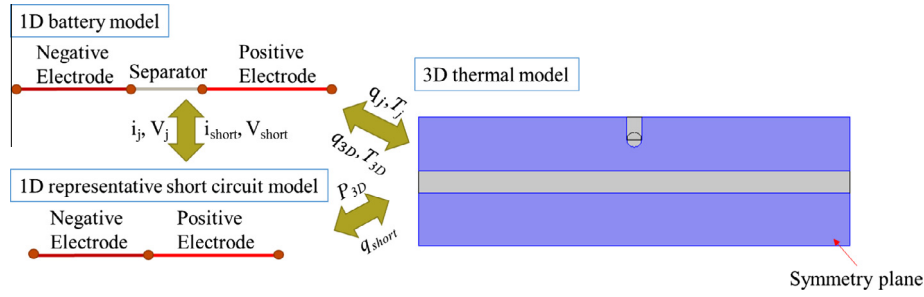 1D battery model
Negative
Electrode
Separator
Positive
Electrode
3D thermal model
q_j, T_j
q_3D, T_3D
i_j, V_j
i_short, V_short
1D representative short circuit model
P_3D
q_short
Negative
Electrode
Positive
Electrode
Symmetry plane